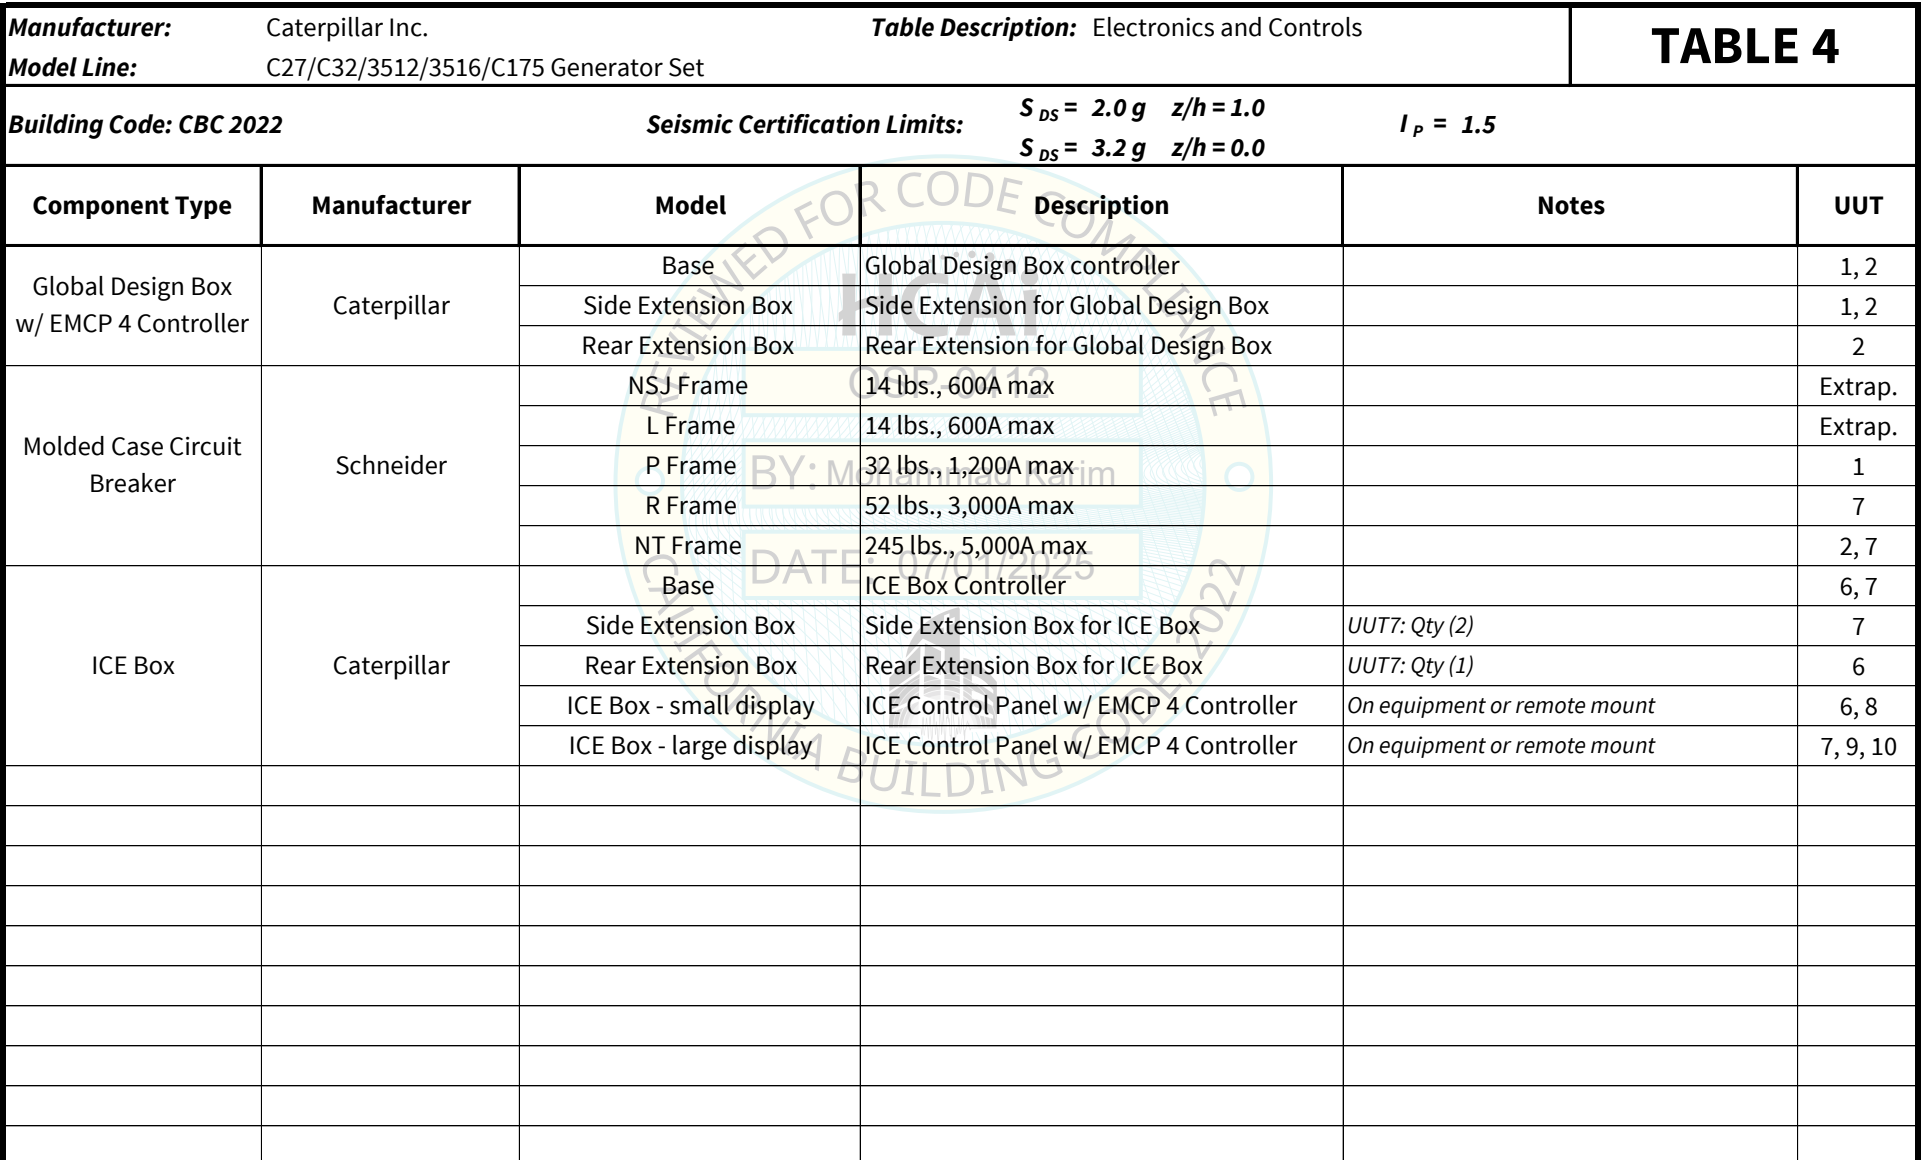 Manufacturer: Caterpillar Inc. Table Description: Electronics and Controls TABLE 4
Model Line: C27/C32/3512/3516/C175 Generator Set
Building Code: CBC 2022 Seismic Certification Limits: S DS = 2.0 g z/h = 1.0 I P = 1.5
S DS = 3.2 g z/h = 0.0
Component Type Manufacturer Model Description Notes UUT
Global Design Box
w/ EMCP 4 Controller
Caterpillar
Base Global Design Box controller 1, 2
Side Extension Box Side Extension for Global Design Box 1, 2
Rear Extension Box Rear Extension for Global Design Box 2
Molded Case Circuit
Breaker
Schneider
NSJ Frame 14 lbs., 600A max Extrap.
L Frame 14 lbs., 600A max Extrap.
P Frame 32 lbs., 1,200A max 1
R Frame 52 lbs., 3,000A max 7
NT Frame 245 lbs., 5,000A max 2, 7
ICE Box
Caterpillar
Base ICE Box Controller 6, 7
Side Extension Box Side Extension Box for ICE Box UUT7: Qty (2) 7
Rear Extension Box Rear Extension Box for ICE Box UUT7: Qty (1) 6
ICE Box - small display ICE Control Panel w/ EMCP 4 Controller On equipment or remote mount 6, 8
ICE Box - large display ICE Control Panel w/ EMCP 4 Controller On equipment or remote mount 7, 9, 10
REVIEWED FOR CODE COMPLIANCE
HCAi
OSP-0412
BY: Mohammad Karim
DATE: 07/01/2025
CALIFORNIA BUILDING CODE, 2022